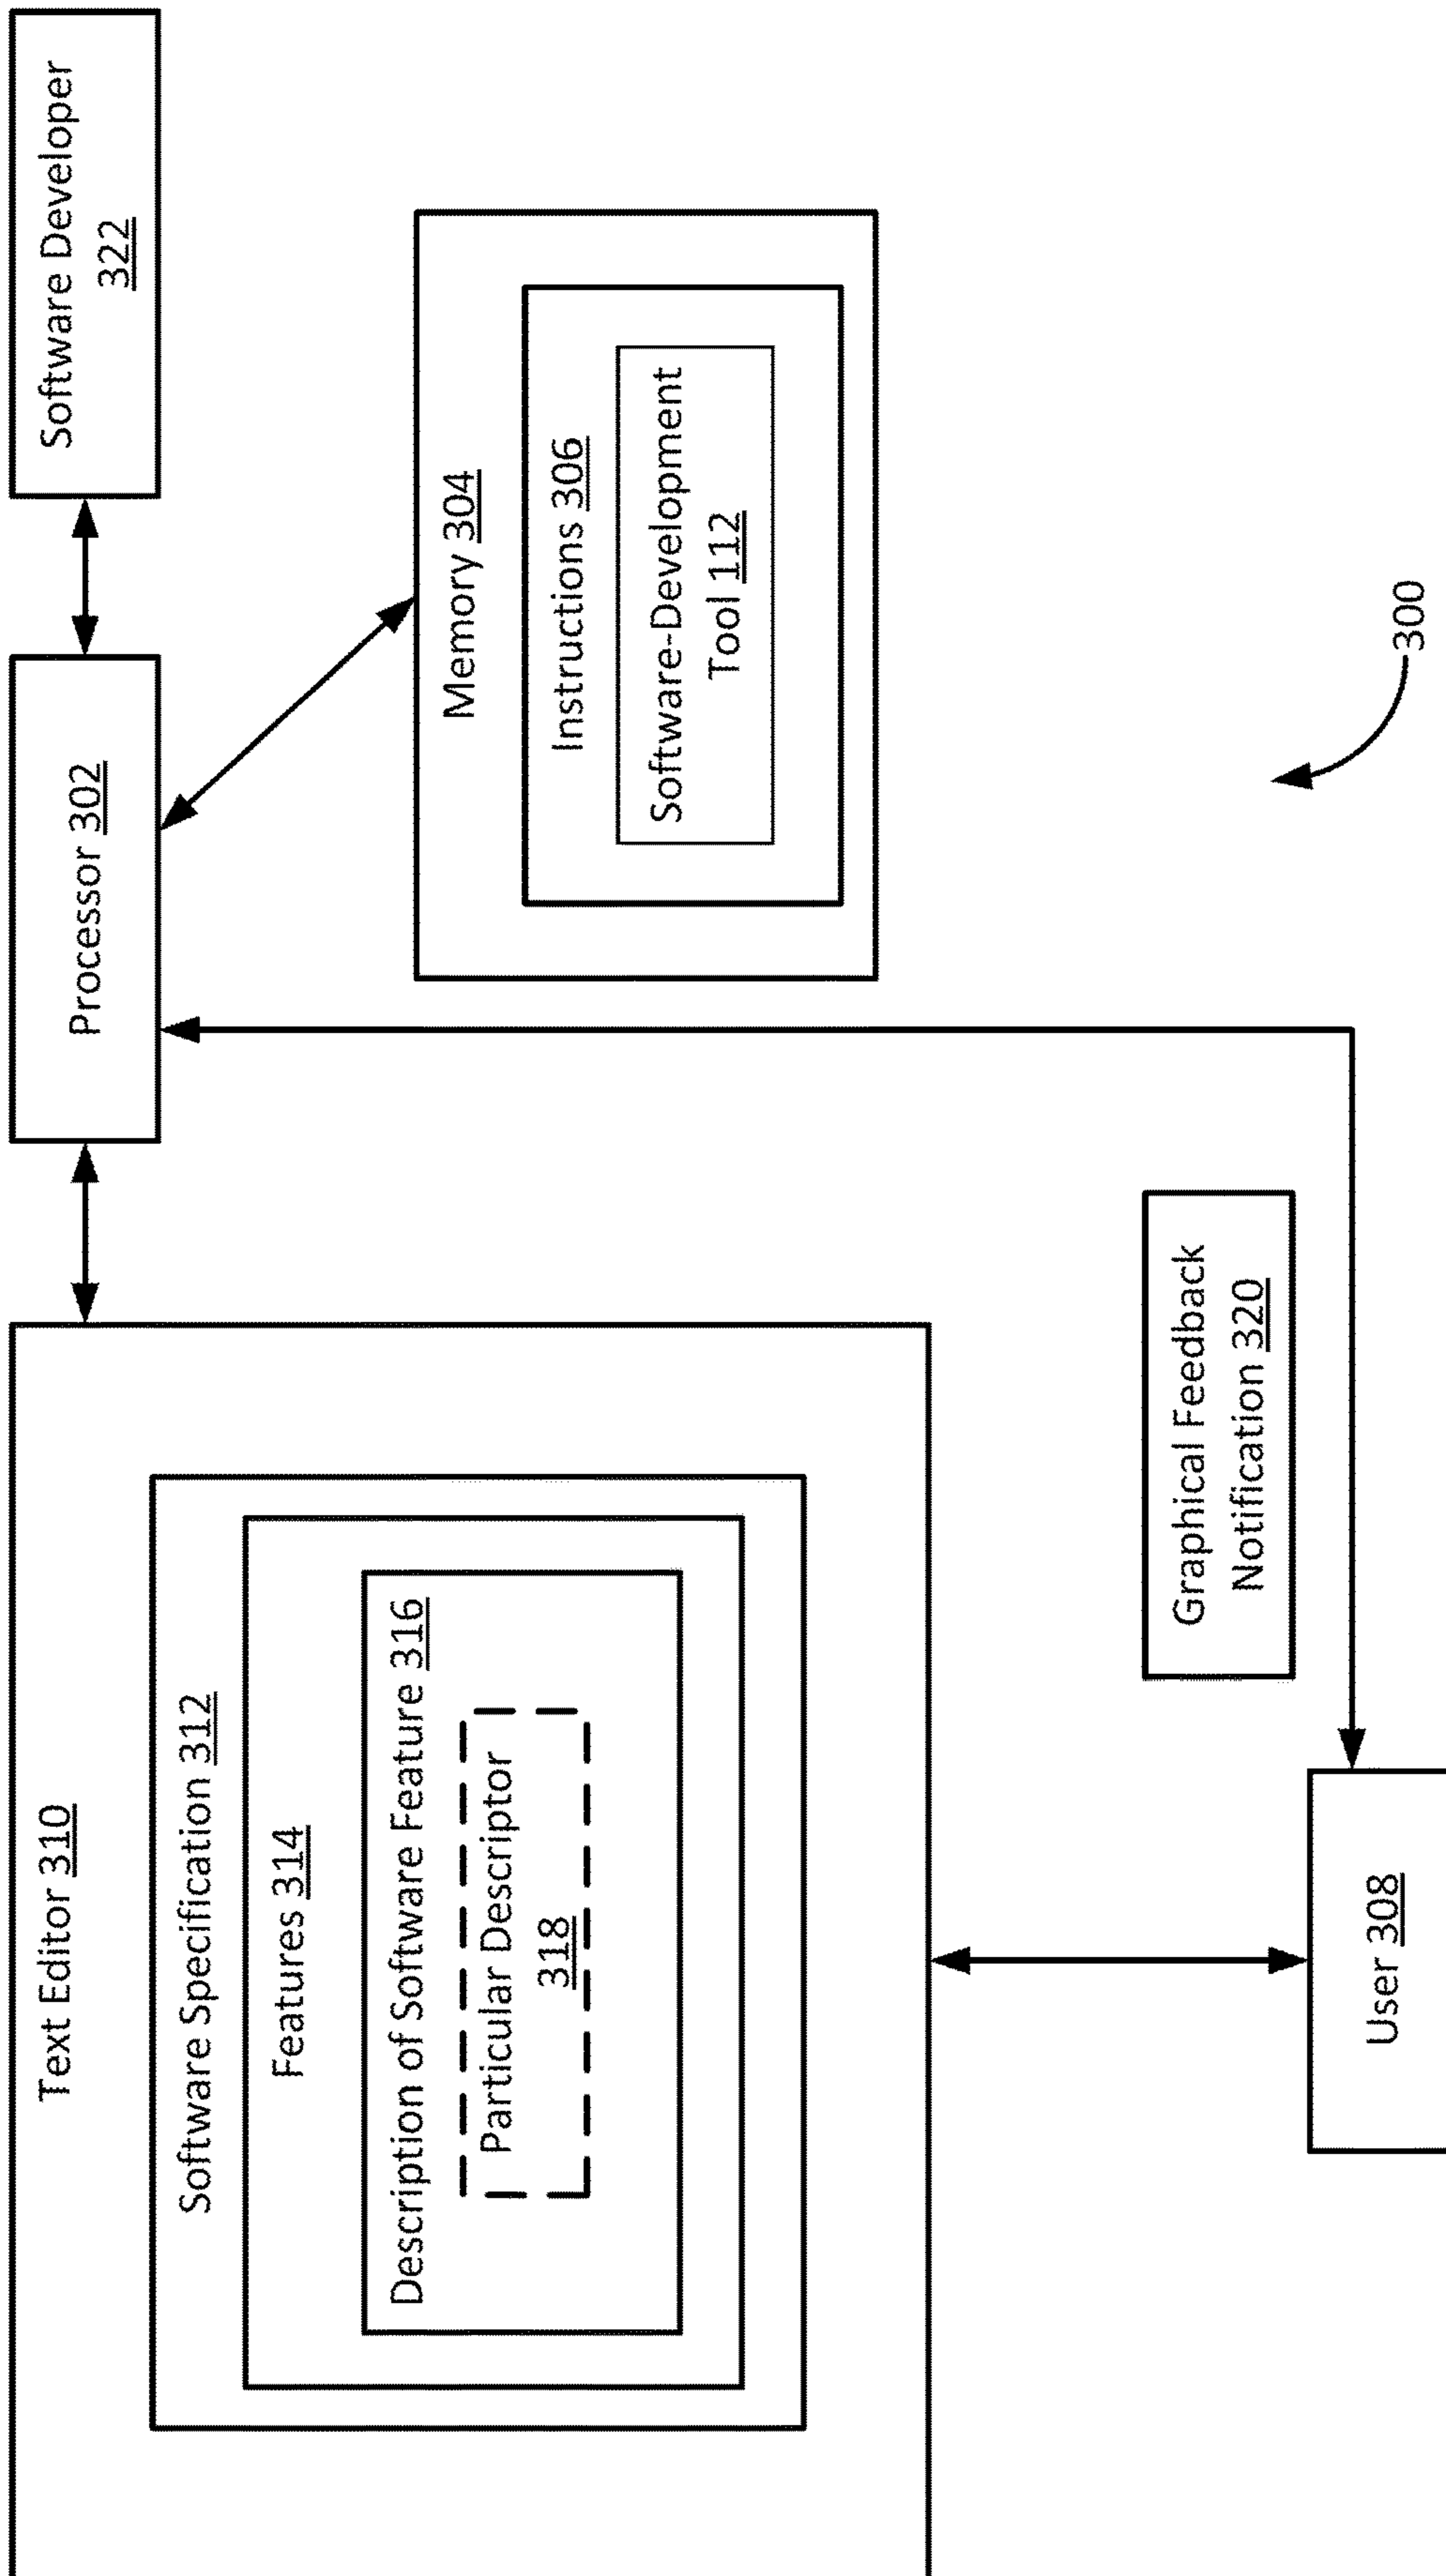 Text Editor 310
Software Specification 312
Features 314
Description of Software Feature 316
Particular Descriptor
318
Processor 302
Software Developer
322
Memory 304
Instructions 306
Software-Development
Tool 112
Graphical Feedback
Notification 320
User 308
300